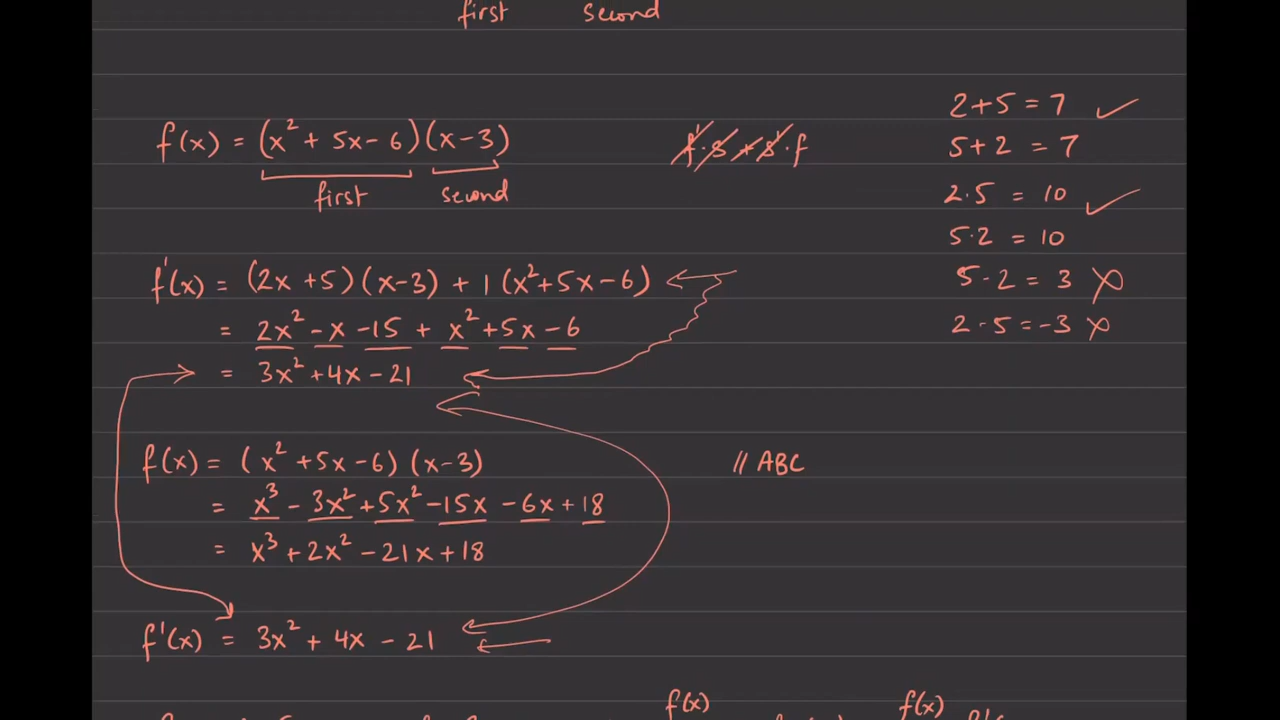 first second
f(x) = (x² + 5x - 6)(x - 3)
first second
f'·s + s'·f
2 + 5 = 7 ✓
5 + 2 = 7
2·5 = 10 ✓
5·2 = 10
5 - 2 = 3 ✗
2 - 5 = -3 ✗
f'(x) = (2x + 5)(x - 3) + 1(x² + 5x - 6)
= 2x² - x - 15 + x² + 5x - 6
= 3x² + 4x - 21
f(x) = (x² + 5x - 6)(x - 3) // ABC
= x³ - 3x² + 5x² - 15x - 6x + 18
= x³ + 2x² - 21x + 18
f'(x) = 3x² + 4x - 21
f(x) f(x)